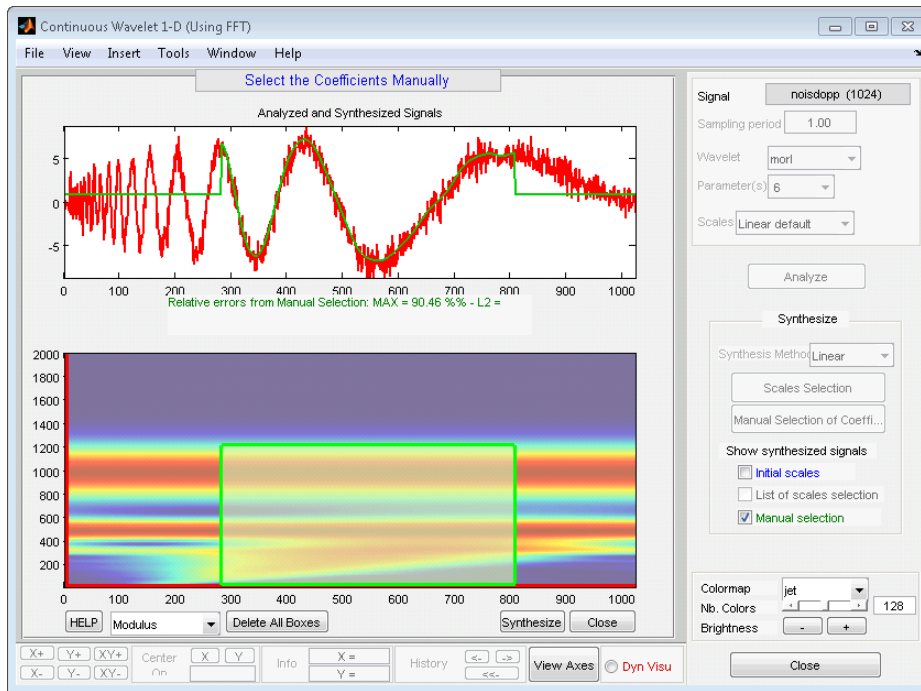 Continuous Wavelet 1-D (Using FFT)
File View Insert Tools Window Help
Select the Coefficients Manually
Analyzed and Synthesized Signals
5
0
-5
0 100 200 300 400 500 600 700 800 900 1000
Relative errors from Manual Selection: MAX = 90.46 %% - L2 =
2000
1800
1600
1400
1200
1000
800
600
400
200
0 100 200 300 400 500 600 700 800 900 1000
HELP Modulus Delete All Boxes Synthesize Close
Signal noisdopp (1024)
Sampling period 1.00
Wavelet morl
Parameter(s) 6
Scales Linear default
Analyze
Synthesize
Synthesis Method Linear
Scales Selection
Manual Selection of Coeffi...
Show synthesized signals
Initial scales
List of scales selection
Manual selection
Colormap jet
Nb. Colors 128
Brightness - +
X+ Y+ XY+ Center X Y Info X = History <- -> View Axes Dyn Visu Close
X- Y- XY- On Y = <<-